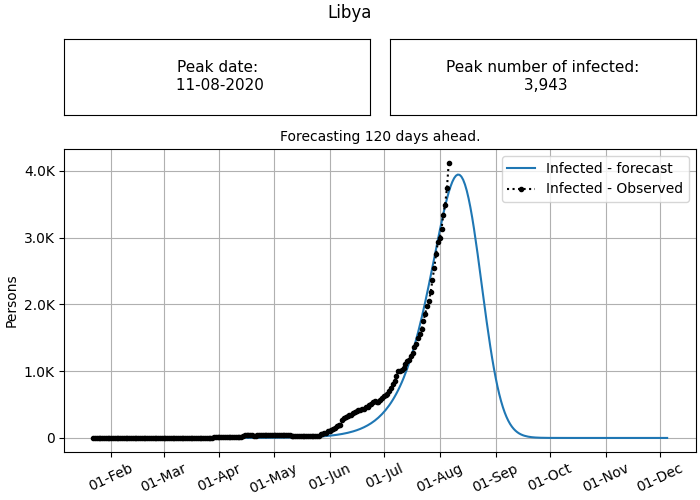 Libya
Peak date:
11-08-2020
Peak number of infected:
3,943
Forecasting 120 days ahead.
Infected - forecast
Infected - Observed
4.0K
3.0K
2.0K
1.0K
0
Persons
01-Feb
01-Mar
01-Apr
01-May
01-Jun
01-Jul
01-Aug
01-Sep
01-Oct
01-Nov
01-Dec